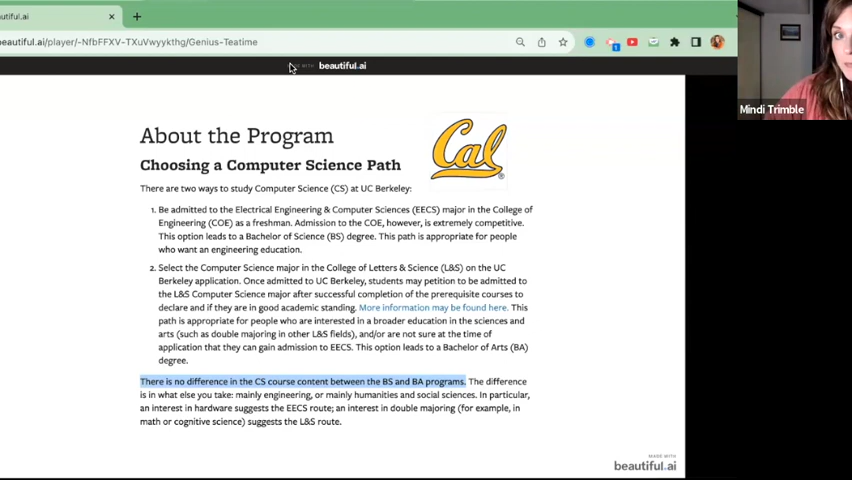 utiful.ai
beautiful.ai/player/-NfbFFXV-TXuVwyykthg/Genius-Teatime
MADE WITH beautiful.ai
Mindi Trimble
About the Program
Cal
Choosing a Computer Science Path
There are two ways to study Computer Science (CS) at UC Berkeley:
1. Be admitted to the Electrical Engineering & Computer Sciences (EECS) major in the College of
Engineering (COE) as a freshman. Admission to the COE, however, is extremely competitive.
This option leads to a Bachelor of Science (BS) degree. This path is appropriate for people
who want an engineering education.
2. Select the Computer Science major in the College of Letters & Science (L&S) on the UC
Berkeley application. Once admitted to UC Berkeley, students may petition to be admitted to
the L&S Computer Science major after successful completion of the prerequisite courses to
declare and if they are in good academic standing. More information may be found here. This
path is appropriate for people who are interested in a broader education in the sciences and
arts (such as double majoring in other L&S fields), and/or are not sure at the time of
application that they can gain admission to EECS. This option leads to a Bachelor of Arts (BA)
degree.
There is no difference in the CS course content between the BS and BA programs. The difference
is in what else you take: mainly engineering, or mainly humanities and social sciences. In particular,
an interest in hardware suggests the EECS route; an interest in double majoring (for example, in
math or cognitive science) suggests the L&S route.
MADE WITH
beautiful.ai